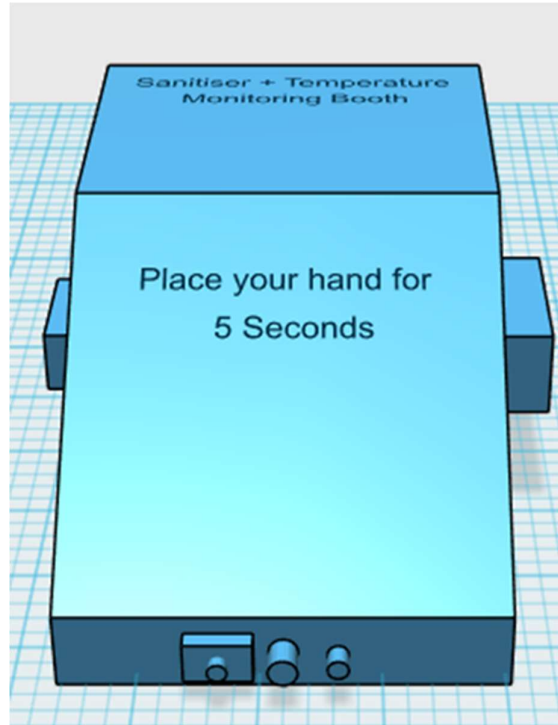 Sanitiser + Temperature
Monitoring Booth
Place your hand for
5 Seconds